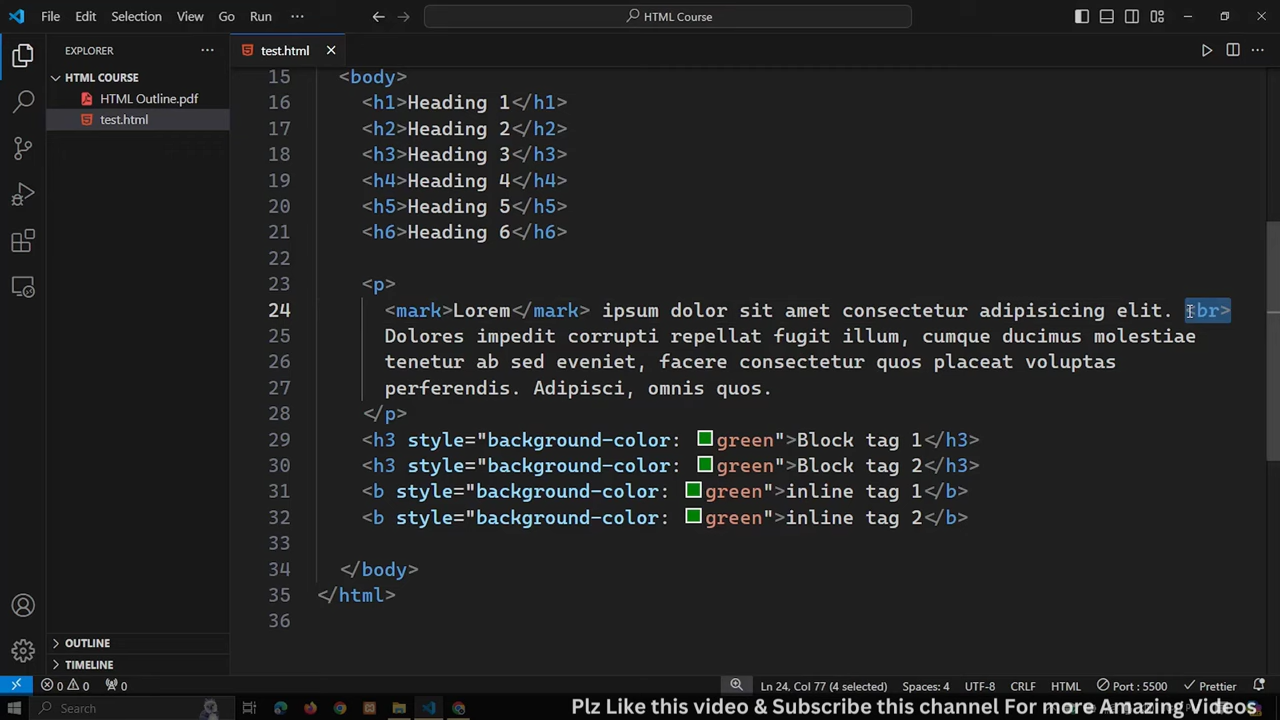 File Edit Selection View Go Run ··· HTML Course
EXPLORER ··· test.html
HTML COURSE
HTML Outline.pdf
test.html
15 <body>
16 <h1>Heading 1</h1>
17 <h2>Heading 2</h2>
18 <h3>Heading 3</h3>
19 <h4>Heading 4</h4>
20 <h5>Heading 5</h5>
21 <h6>Heading 6</h6>
22
23 <p>
24 <mark>Lorem</mark> ipsum dolor sit amet consectetur adipisicing elit. <br>
25 Dolores impedit corrupti repellat fugit illum, cumque ducimus molestiae
26 tenetur ab sed eveniet, facere consectetur quos placeat voluptas
27 perferendis. Adipisci, omnis quos.
28 </p>
29 <h3 style="background-color: green">Block tag 1</h3>
30 <h3 style="background-color: green">Block tag 2</h3>
31 <b style="background-color: green">inline tag 1</b>
32 <b style="background-color: green">inline tag 2</b>
33
34 </body>
35 </html>
36
OUTLINE
TIMELINE
0 0 0 Ln 24, Col 77 (4 selected) Spaces: 4 UTF-8 CRLF HTML Port : 5500 Prettier
Search
Plz Like this video & Subscribe this channel For more Amazing Videos